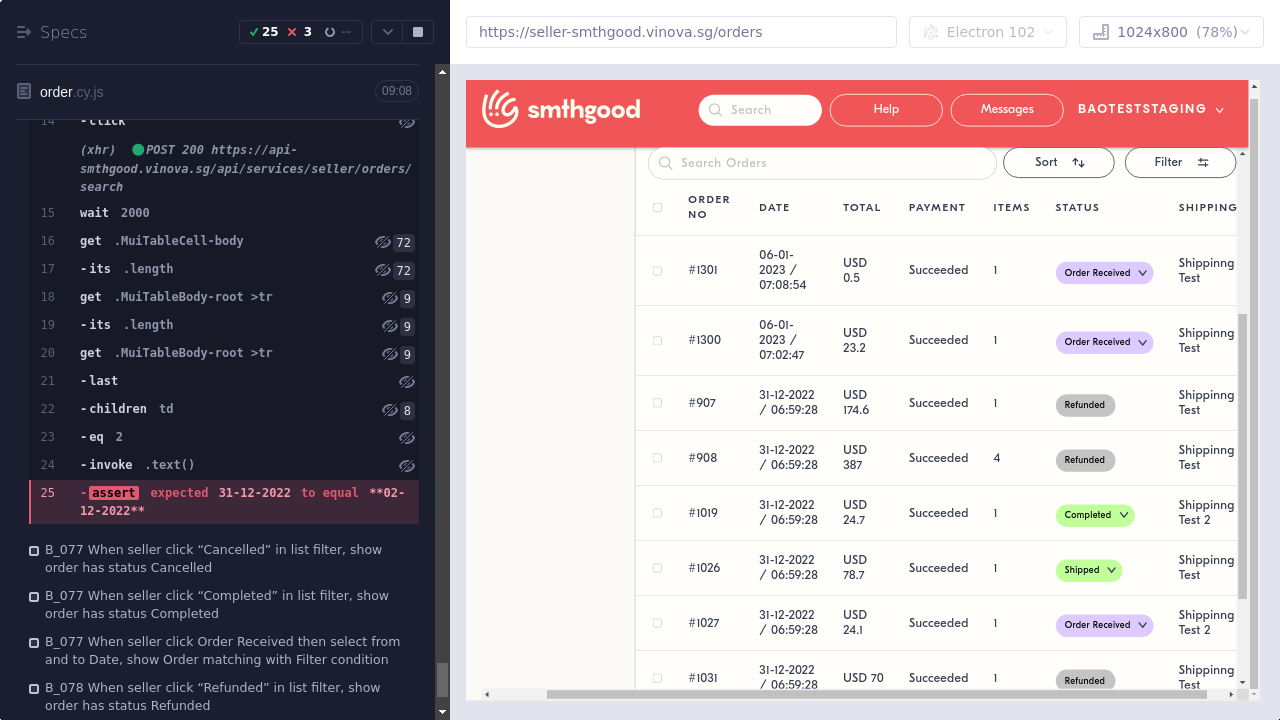 Specs
25 3 --
order.cy.js 09:08
14 -click
(xhr) POST 200 https://api-
smthgood.vinova.sg/api/services/seller/orders/
search
15 wait 2000
16 get .MuiTableCell-body 72
17 -its .length 72
18 get .MuiTableBody-root >tr 9
19 -its .length 9
20 get .MuiTableBody-root >tr 9
21 -last
22 -children td 8
23 -eq 2
24 -invoke .text()
25 -assert expected 31-12-2022 to equal **02-
12-2022**
B_077 When seller click “Cancelled” in list filter, show
order has status Cancelled
B_077 When seller click “Completed” in list filter, show
order has status Completed
B_077 When seller click Order Received then select from
and to Date, show Order matching with Filter condition
B_078 When seller click “Refunded” in list filter, show
order has status Refunded
https://seller-smthgood.vinova.sg/orders
Electron 102
1024x800 (78%)
smthgood
Search
Help
Messages
BAOTESTSTAGING
Search Orders
Sort
Filter
ORDER
NO
DATE TOTAL PAYMENT ITEMS STATUS SHIPPING
#1301
06-01-
2023 /
07:08:54
USD
0.5
Succeeded
1
Order Received
Shippinng
Test
#1300
06-01-
2023 /
07:02:47
USD
23.2
Succeeded
1
Order Received
Shippinng
Test
#907
31-12-2022
/ 06:59:28
USD
174.6
Succeeded
1
Refunded
Shippinng
Test
#908
31-12-2022
/ 06:59:28
USD
387
Succeeded
4
Refunded
Shippinng
Test
#1019
31-12-2022
/ 06:59:28
USD
24.7
Succeeded
1
Completed
Shippinng
Test 2
#1026
31-12-2022
/ 06:59:28
USD
78.7
Succeeded
1
Shipped
Shippinng
Test
#1027
31-12-2022
/ 06:59:28
USD
24.1
Succeeded
1
Order Received
Shippinng
Test 2
#1031
31-12-2022
/ 06:59:28
USD 70
Succeeded
1
Refunded
Shippinng
Test